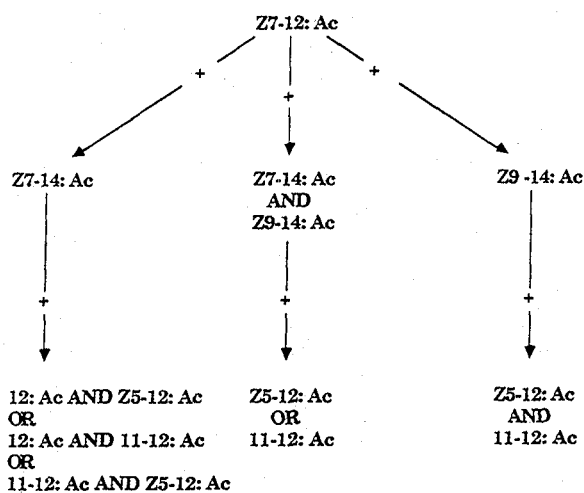 Z7-12: Ac
+ + +
Z7-14: Ac Z7-14: Ac Z9 -14: Ac
AND
Z9-14: Ac
+ + +
12: Ac AND Z5-12: Ac
OR
12: Ac AND 11-12: Ac
OR
11-12: Ac AND Z5-12: Ac
Z5-12: Ac
OR
11-12: Ac
Z5-12: Ac
AND
11-12: Ac